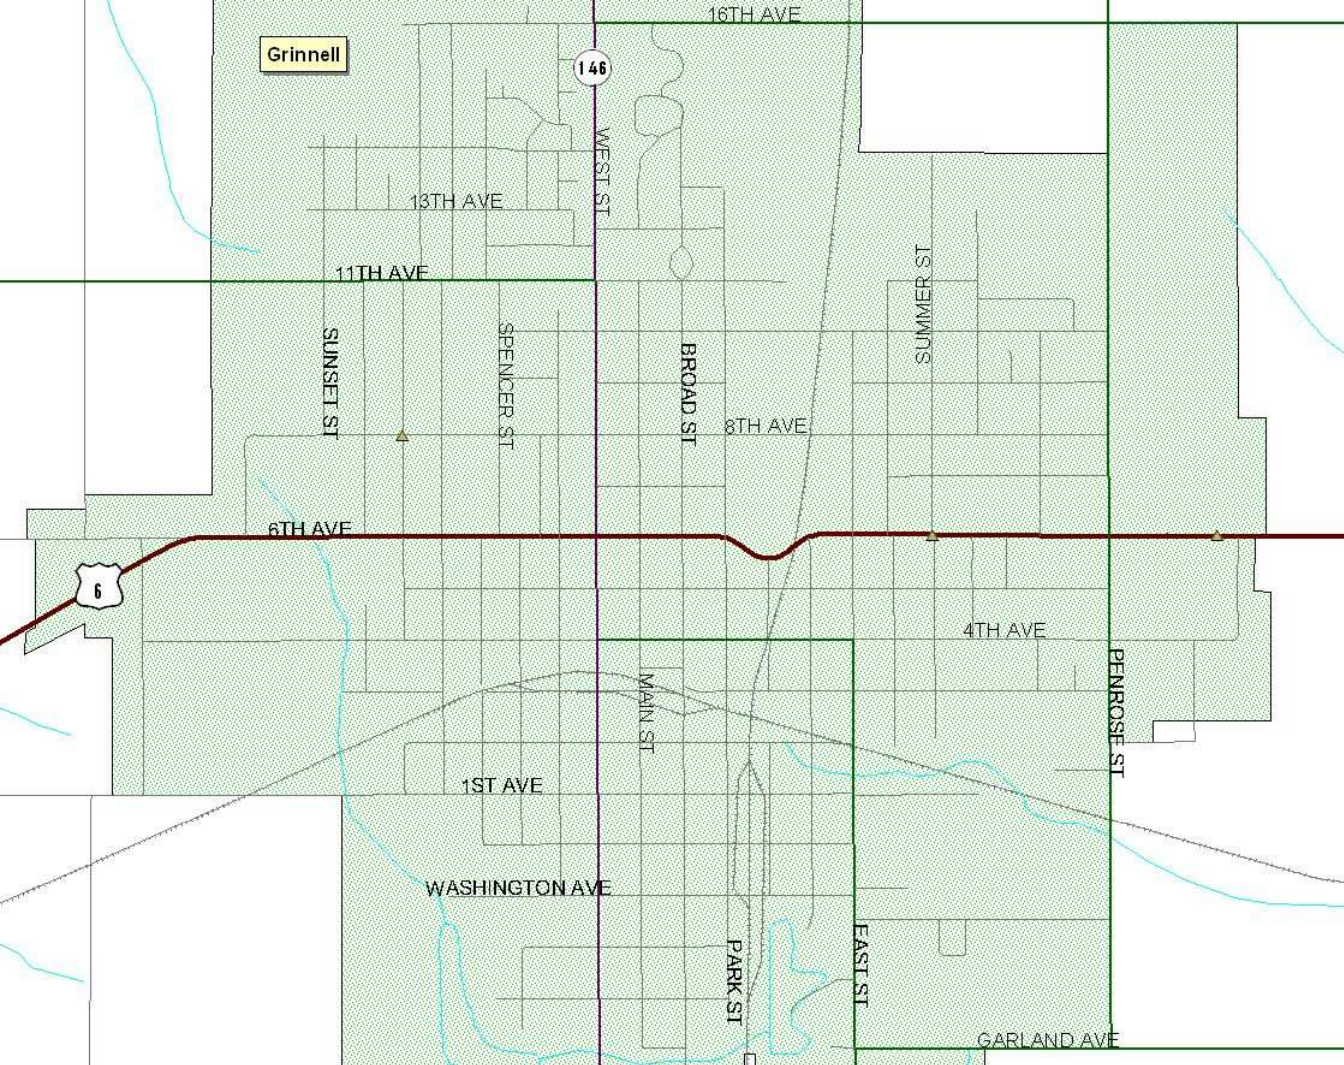 16TH AVE
Grinnell
146
WEST ST
13TH AVE
11TH AVE
SUMMER ST
SUNSET ST
SPENCER ST
BROAD ST
8TH AVE
6TH AVE
6
4TH AVE
PENROSE ST
MAIN ST
1ST AVE
WASHINGTON AVE
PARK ST
EAST ST
GARLAND AVE